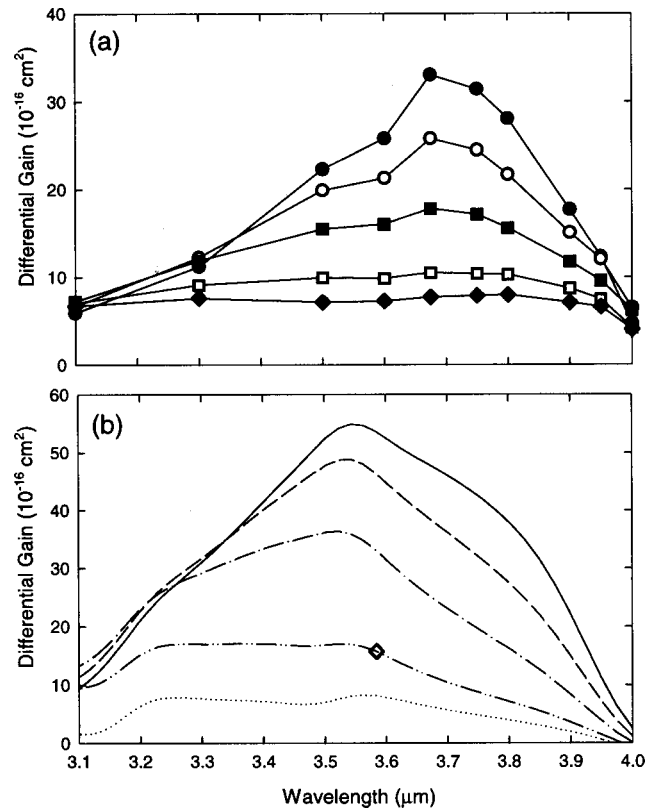 (a)
40
30
20
10
0
Differential Gain (10⁻¹⁶ cm²)
(b)
60
50
40
30
20
10
0
Differential Gain (10⁻¹⁶ cm²)
3.1 3.2 3.3 3.4 3.5 3.6 3.7 3.8 3.9 4.0
Wavelength (μm)